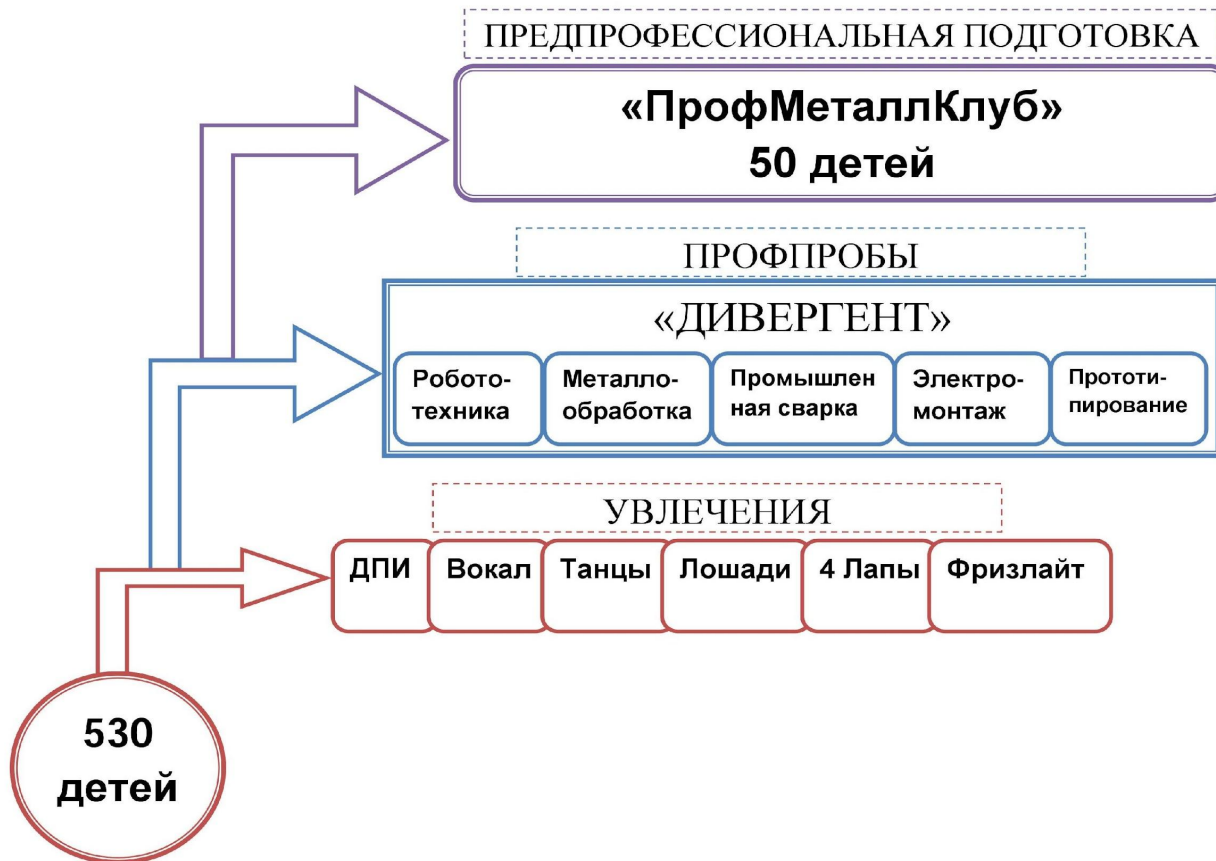 ПРЕДПРОФЕССИОНАЛЬНАЯ ПОДГОТОВКА
«ПрофМеталлКлуб»
50 детей
ПРОФПРОБЫ
«ДИВЕРГЕНТ»
Робото-
техника
Металло-
обработка
Промышлен
ная сварка
Электро-
монтаж
Прототи-
пирование
УВЛЕЧЕНИЯ
ДПИ
Вокал
Танцы
Лошади
4 Лапы
Фризлайт
530
детей